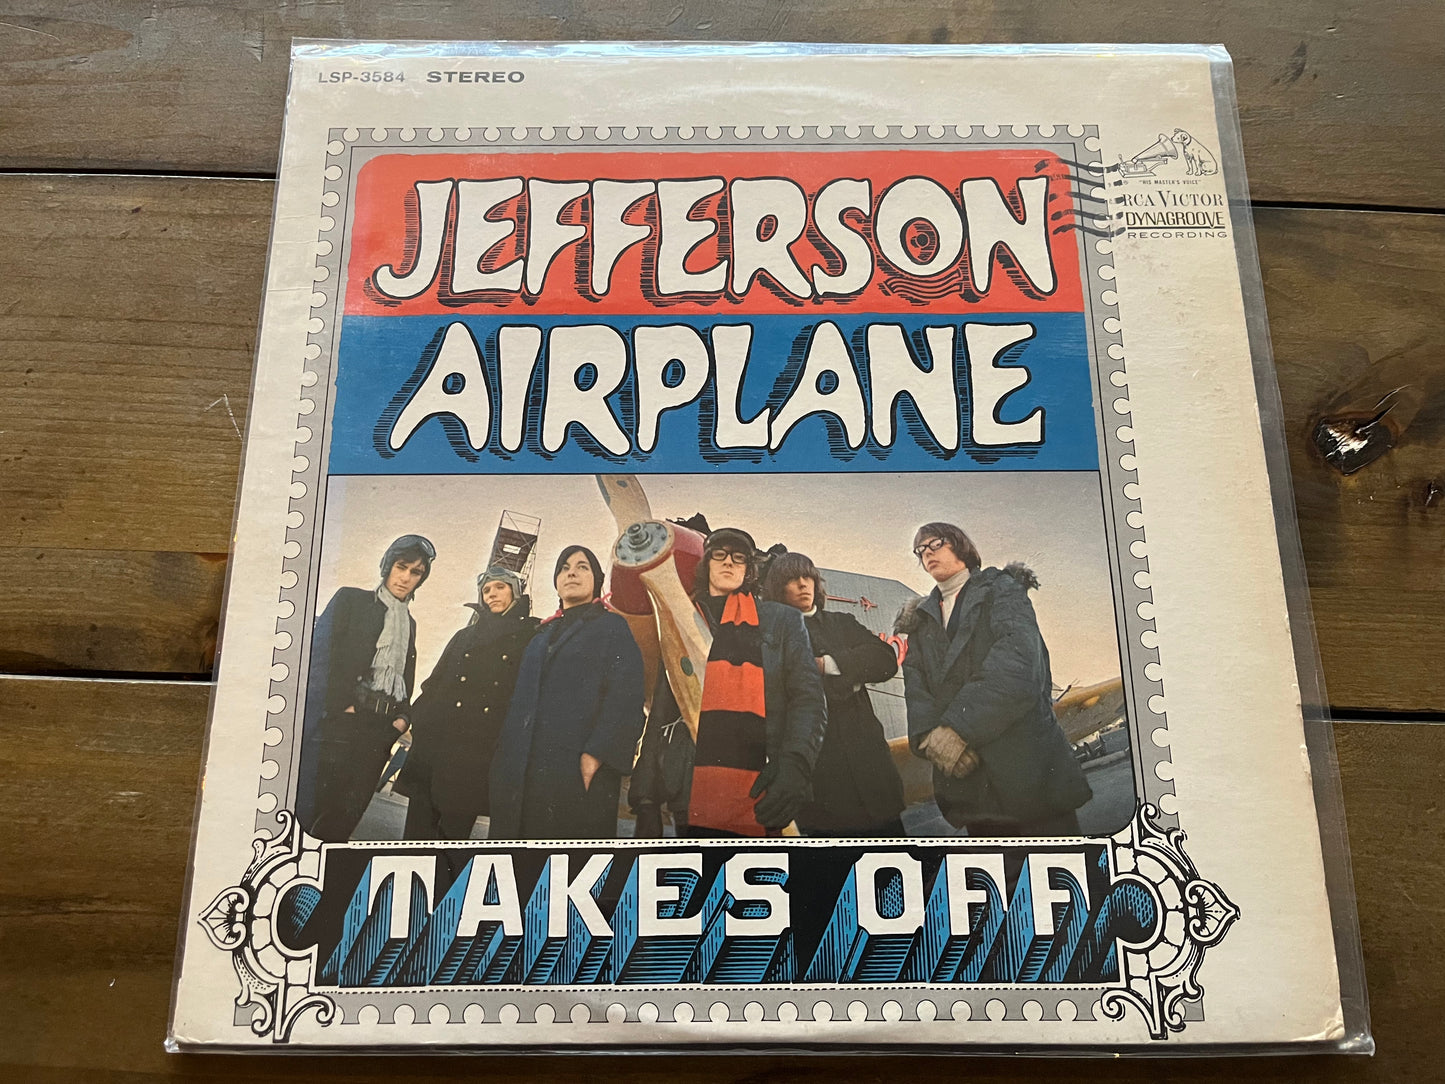 LSP-3584 STEREO
"HIS MASTER'S VOICE"
RCA VICTOR
DYNAGROOVE
RECORDING
JEFFERSON
AIRPLANE
TAKES OFF